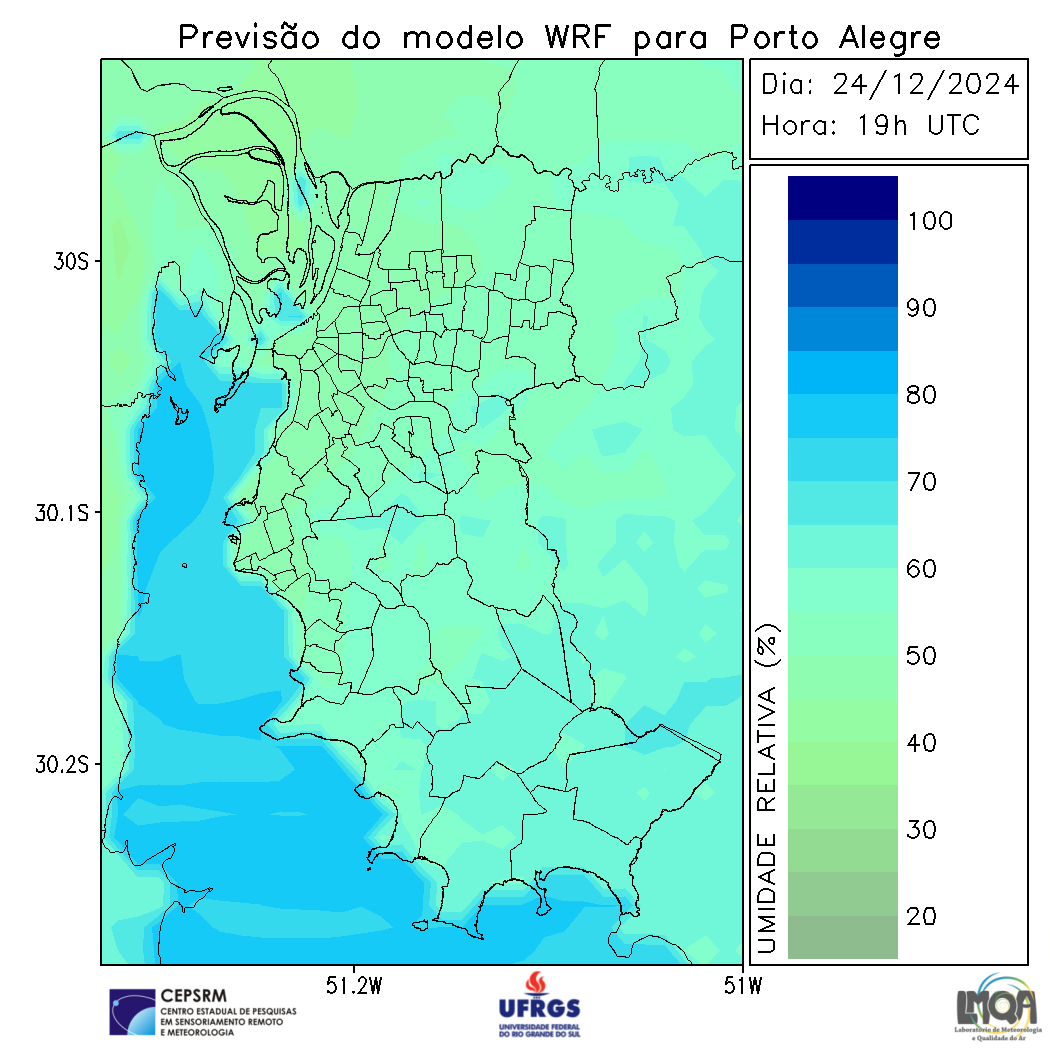 Previsão do modelo WRF para Porto Alegre
Dia: 24/12/2024
Hora: 19h UTC
100
90
80
70
60
50
40
30
20
UMIDADE RELATIVA (%)
30S
30.1S
30.2S
51.2W
51W
CEPSRM
CENTRO ESTADUAL DE PESQUISAS
EM SENSORIAMENTO REMOTO
E METEOROLOGIA
UFRGS
UNIVERSIDADE FEDERAL
DO RIO GRANDE DO SUL
LMQA
Laboratório de Meteorologia
e Qualidade do Ar